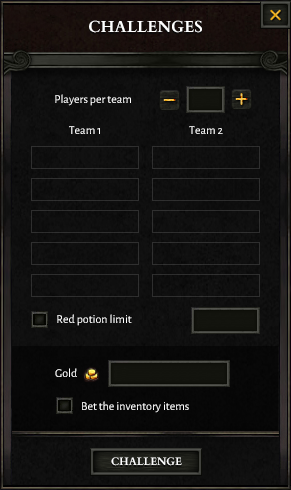 CHALLENGES
Players per team
Team 1 Team 2
Red potion limit
Gold
Bet the inventory items
CHALLENGE